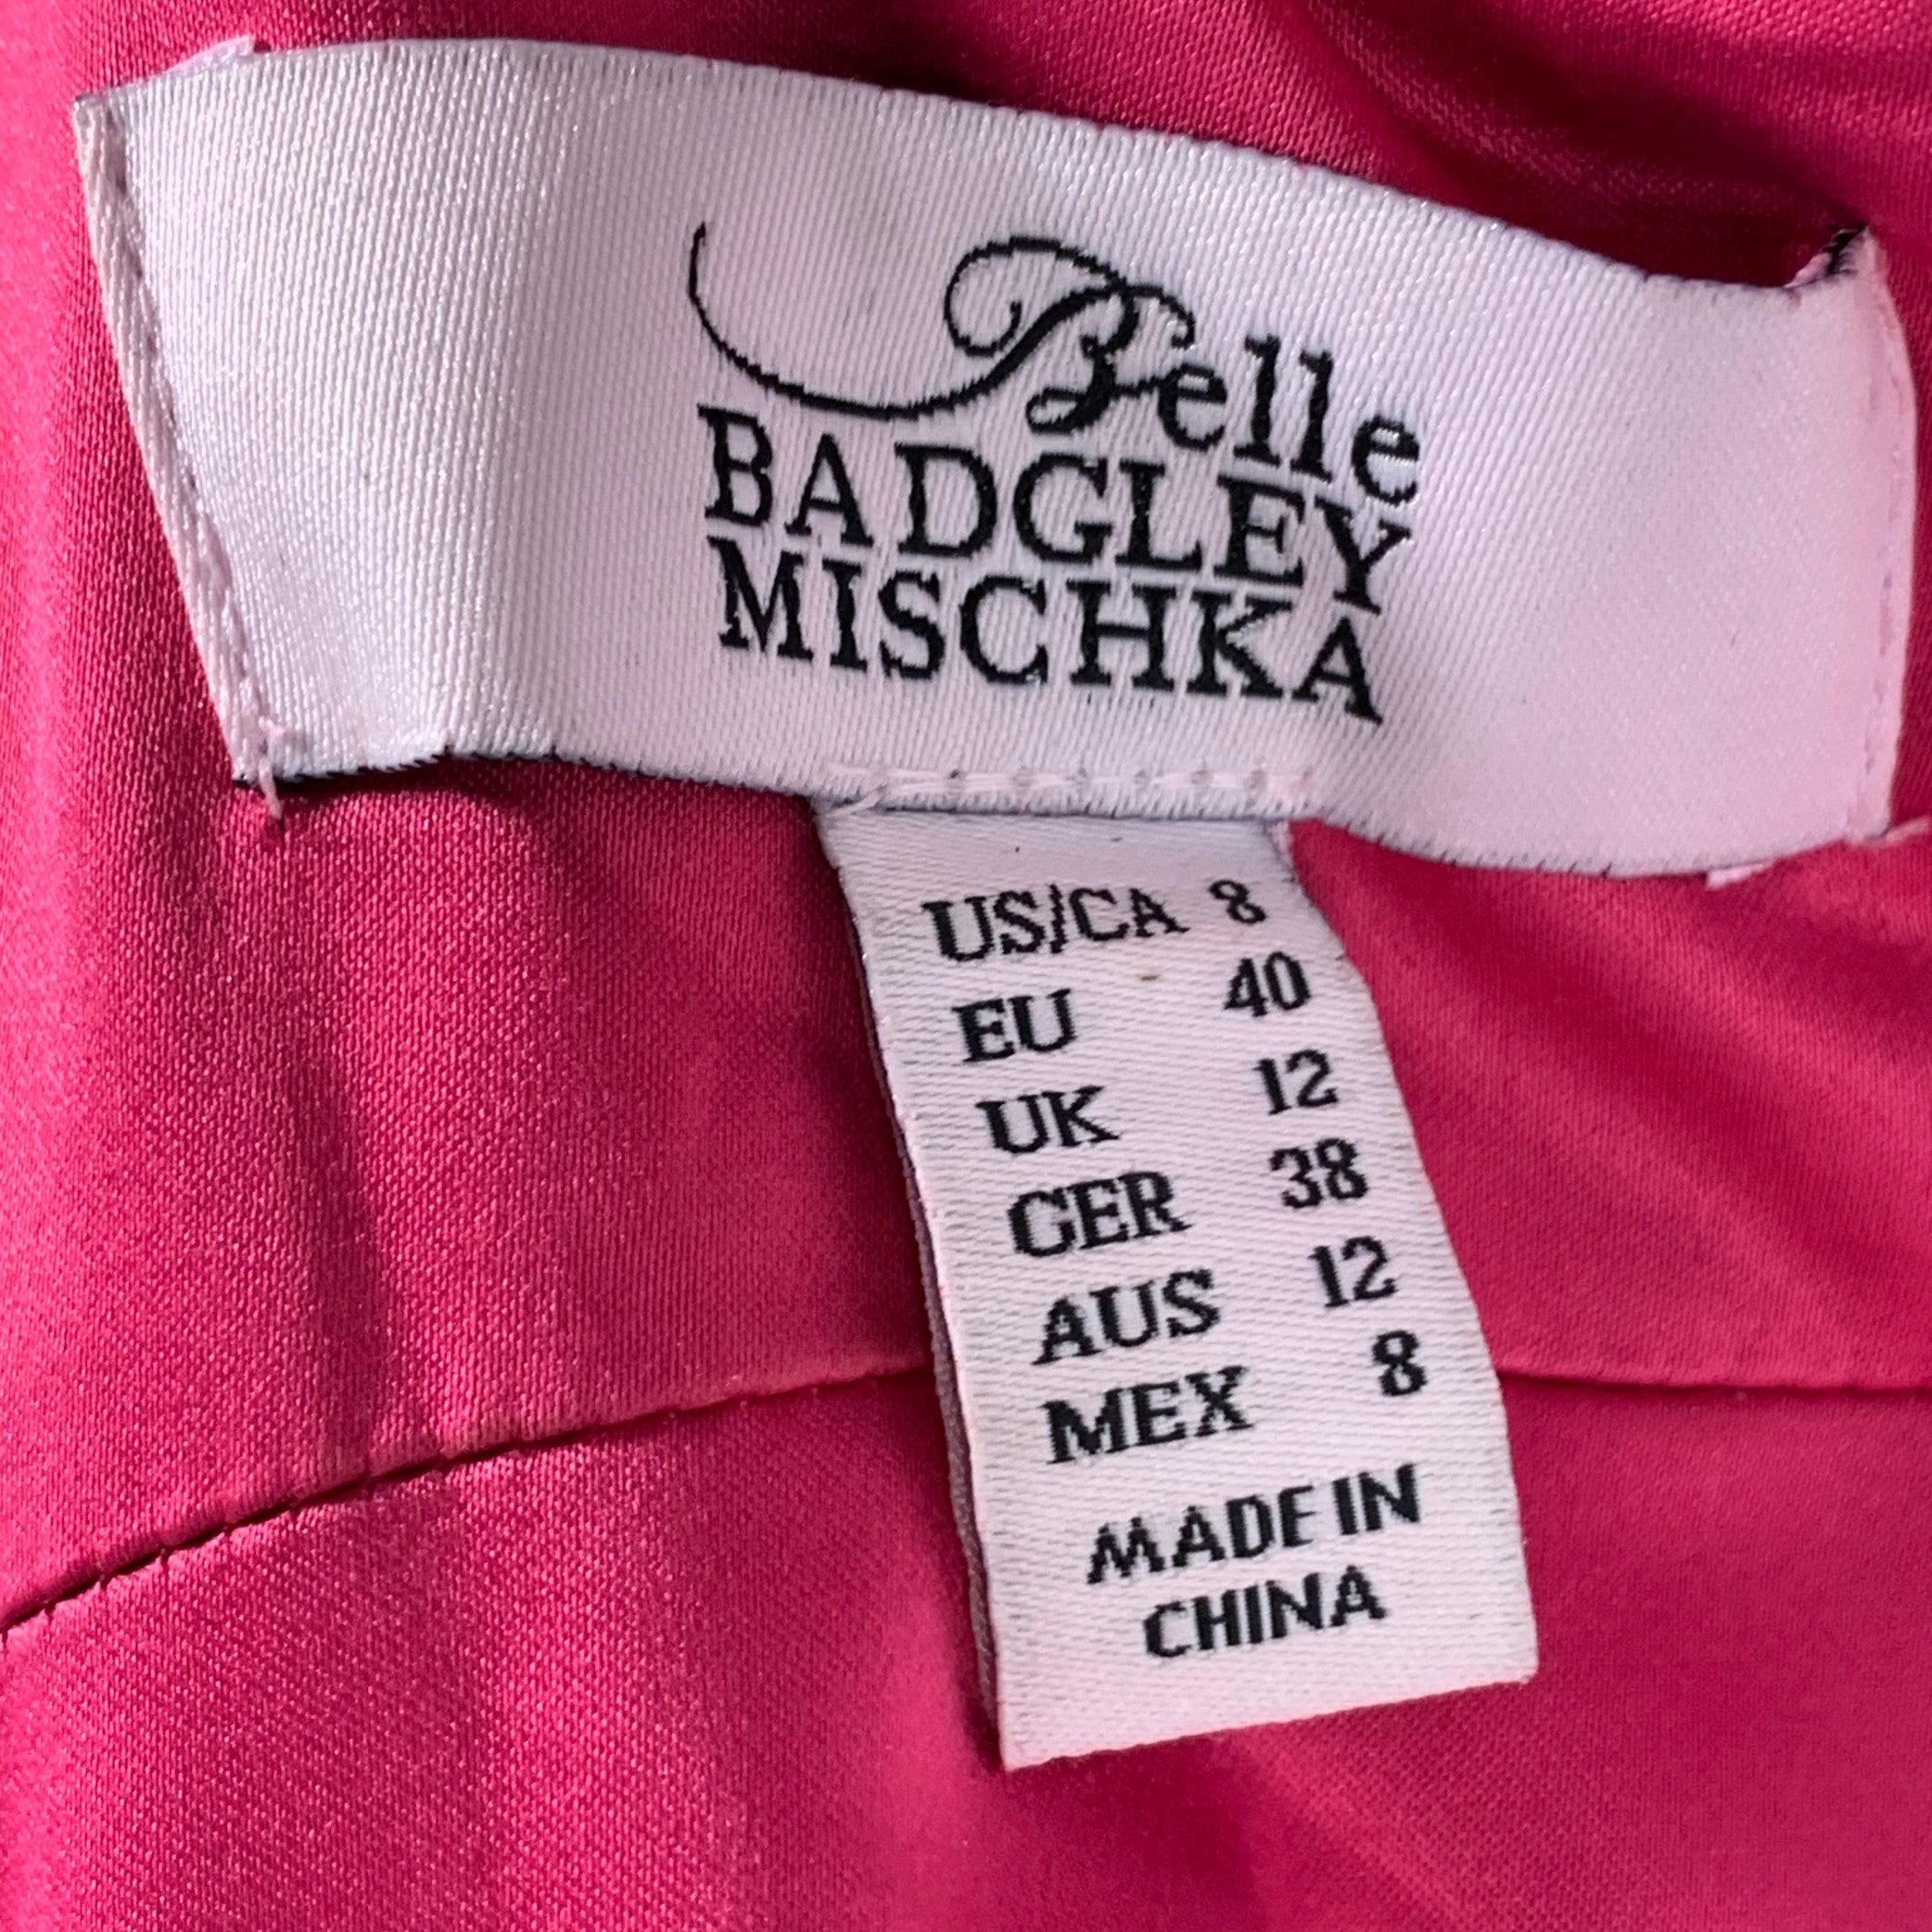 Belle
BADGLEY
MISCHKA
US/CA 8
EU 40
UK 12
GER 38
AUS 12
MEX 8
MADE IN
CHINA